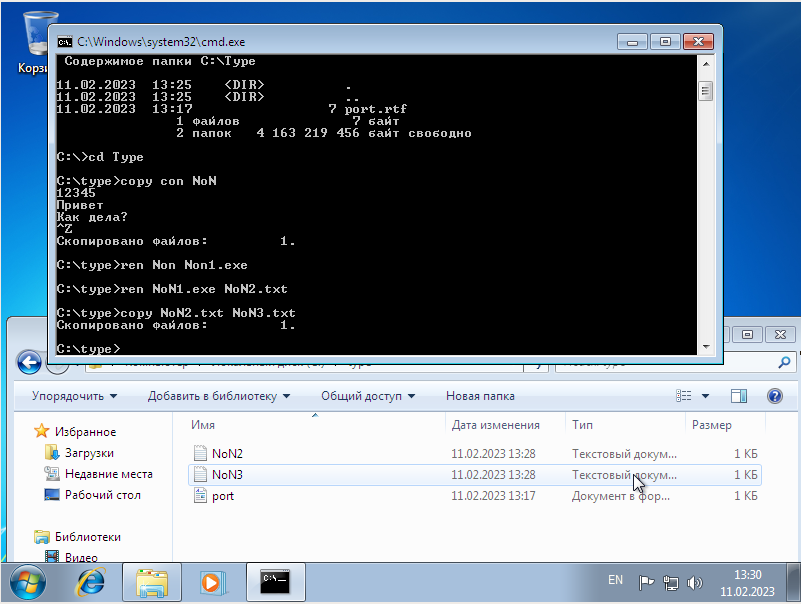 Корзи
C:\Windows\system32\cmd.exe
Содержимое папки C:\Type
11.02.2023 13:25 <DIR> .
11.02.2023 13:25 <DIR> ..
11.02.2023 13:17 7 port.rtf
1 файлов 7 байт
2 папок 4 163 219 456 байт свободно
C:\>cd Type
C:\type>copy con NoN
12345
Привет
Как дела?
^Z
Скопировано файлов: 1.
C:\type>ren Non Non1.exe
C:\type>ren NoN1.exe NoN2.txt
C:\type>copy NoN2.txt NoN3.txt
Скопировано файлов: 1.
C:\type>
Упорядочить Добавить в библиотеку Общий доступ Новая папка
Имя Дата изменения Тип Размер
Избранное
Загрузки
Недавние места
Рабочий стол
Библиотеки
Видео
NoN2 11.02.2023 13:28 Текстовый докум... 1 КБ
NoN3 11.02.2023 13:28 Текстовый докум... 1 КБ
port 11.02.2023 13:17 Документ в фор... 1 КБ
C:\
EN
13:30
11.02.2023